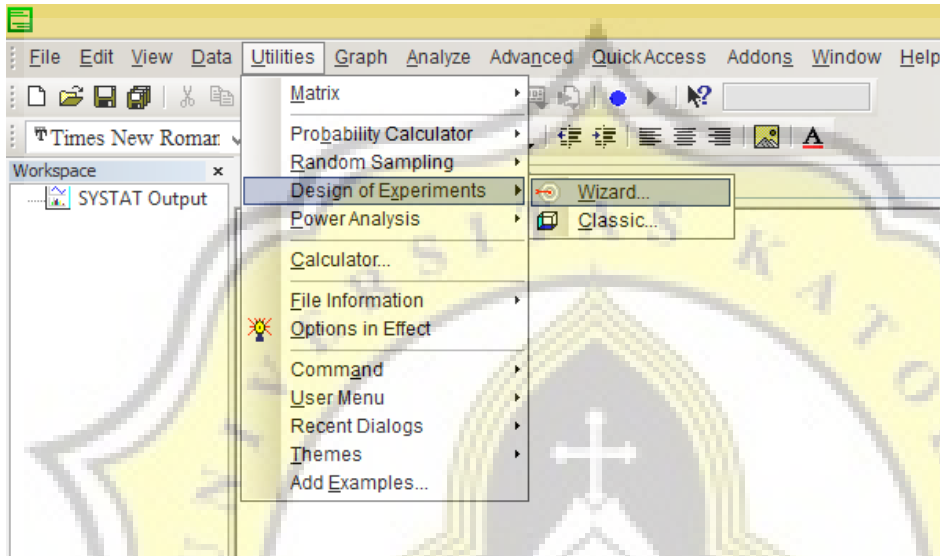 File Edit View Data Utilities Graph Analyze Advanced QuickAccess Addons Window Help
Times New Roman
Workspace x
SYSTAT Output
Matrix
Probability Calculator
Random Sampling
Design of Experiments
Wizard...
Power Analysis
Classic...
Calculator...
File Information
Options in Effect
Command
User Menu
Recent Dialogs
Themes
Add Examples...